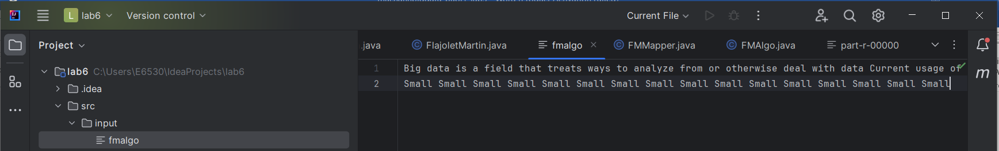 L lab6 Version control Current File
Project
.java FlajoletMartin.java fmalgo FMMapper.java FMAlgo.java part-r-00000
lab6 C:\Users\E6530\IdeaProjects\lab6
1 Big data is a field that treats ways to analyze from or otherwise deal with data Current usage of
.idea
2 Small Small Small Small Small Small Small Small Small Small Small Small Small Small Small Small
src
input
fmalgo
m